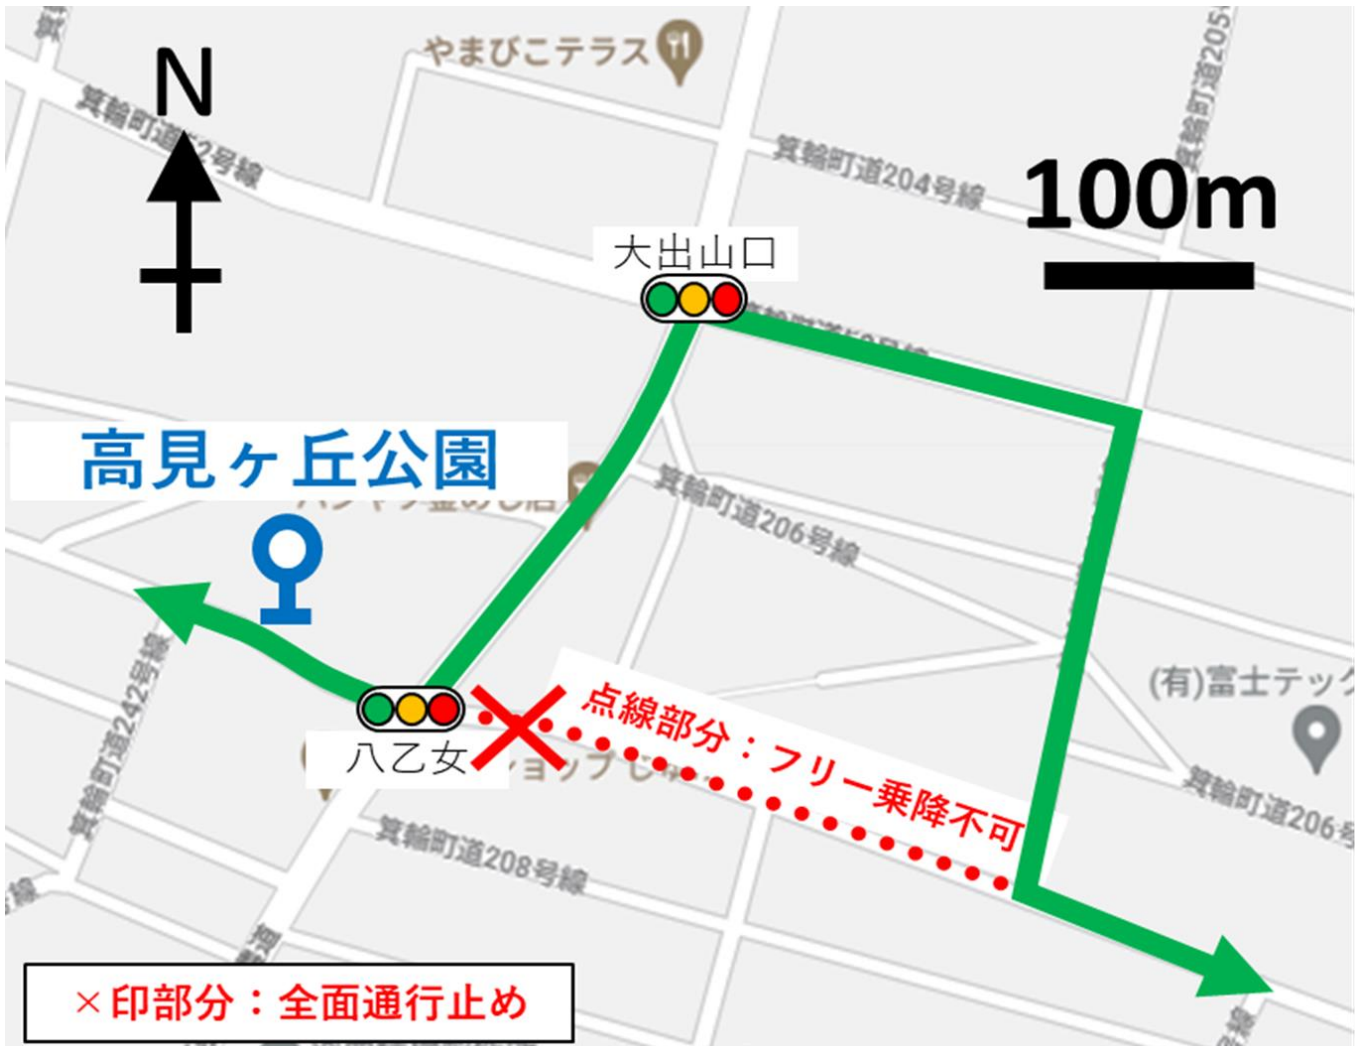 やまびこテラス
箕輪町道205
N
箕輪町道52号線
箕輪町道204号線
100m
大出山口
高見ヶ丘公園
箕輪町道206号線
(有)富士テック
点線部分：フリー乗降不可
八乙女
箕輪町道242号線
箕輪町道206号
箕輪町道208号線
×印部分：全面通行止め